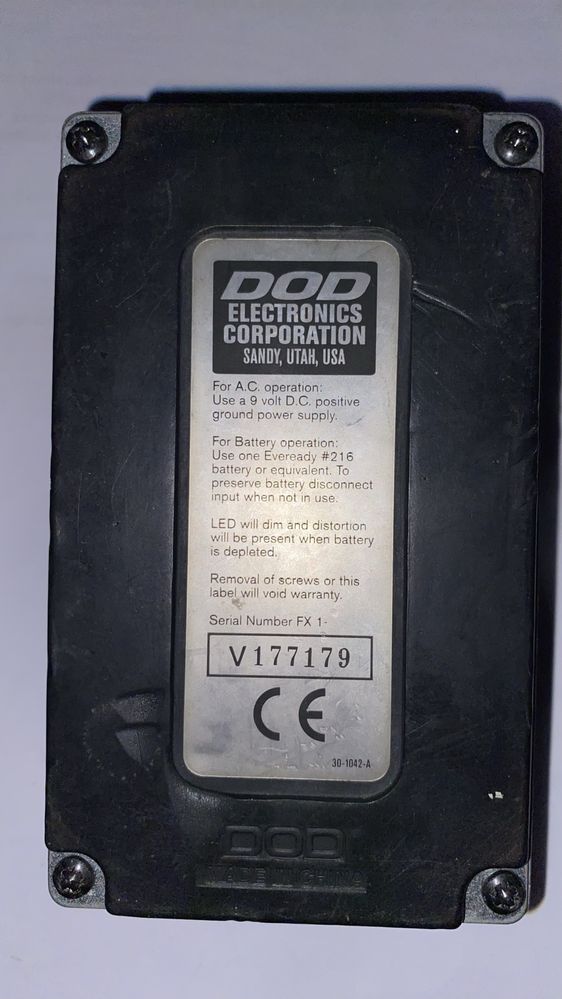 DOD
ELECTRONICS
CORPORATION
SANDY, UTAH, USA
For A.C. operation:
Use a 9 volt D.C. positive
ground power supply.
For Battery operation:
Use one Eveready #216
battery or equivalent. To
preserve battery disconnect
input when not in use.
LED will dim and distortion
will be present when battery
is depleted.
Removal of screws or this
label will void warranty.
Serial Number FX 1-
V177179
CE
30-1042-A
DOD
MADE IN CHINA